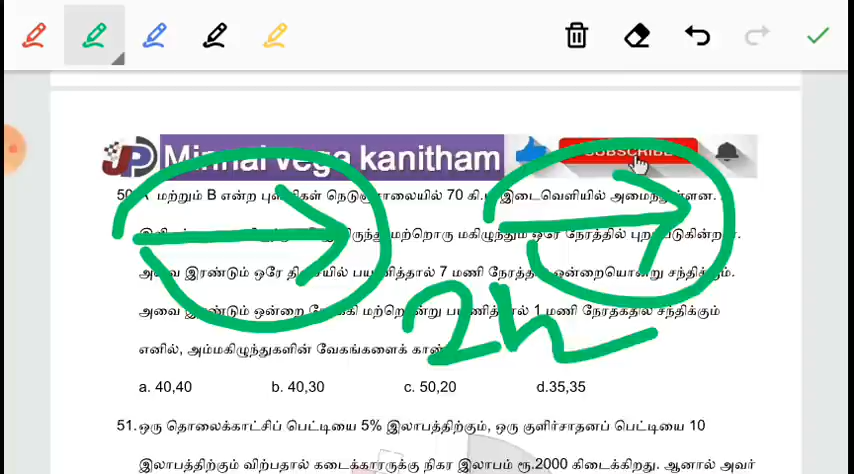 Minnal vega kanitham
SUBSCRIBE
50. A மற்றும் B என்ற புள்ளிகள் நெடுஞ்சாலையில் 70 கி.மீ இடைவெளியில் அமைந்துள்ளன.
மற்றொரு மகிழுந்தும் ஒரே நேரத்தில் புறப்படுகின்றன.
அவை இரண்டும் ஒரே திசையில் பயணித்தால் 7 மணி நேரத்தில் ஒன்றையொன்று சந்திக்கும்.
அவை இரண்டும் ஒன்றை நோக்கி மற்றொன்று பயணித்தால் 1 மணி நேரத்தில் சந்திக்கும்
2h
எனில், அம்மகிழுந்துகளின் வேகங்களைக் காண்
a. 40,40 b. 40,30 c. 50,20 d.35,35
51. ஒரு தொலைக்காட்சிப் பெட்டியை 5% இலாபத்திற்கும், ஒரு குளிர்சாதனப் பெட்டியை 10
இலாபத்திற்கும் விற்பதால் கடைக்காரருக்கு நிகர இலாபம் ரூ.2000 கிடைக்கிறது. ஆனால் அவர்